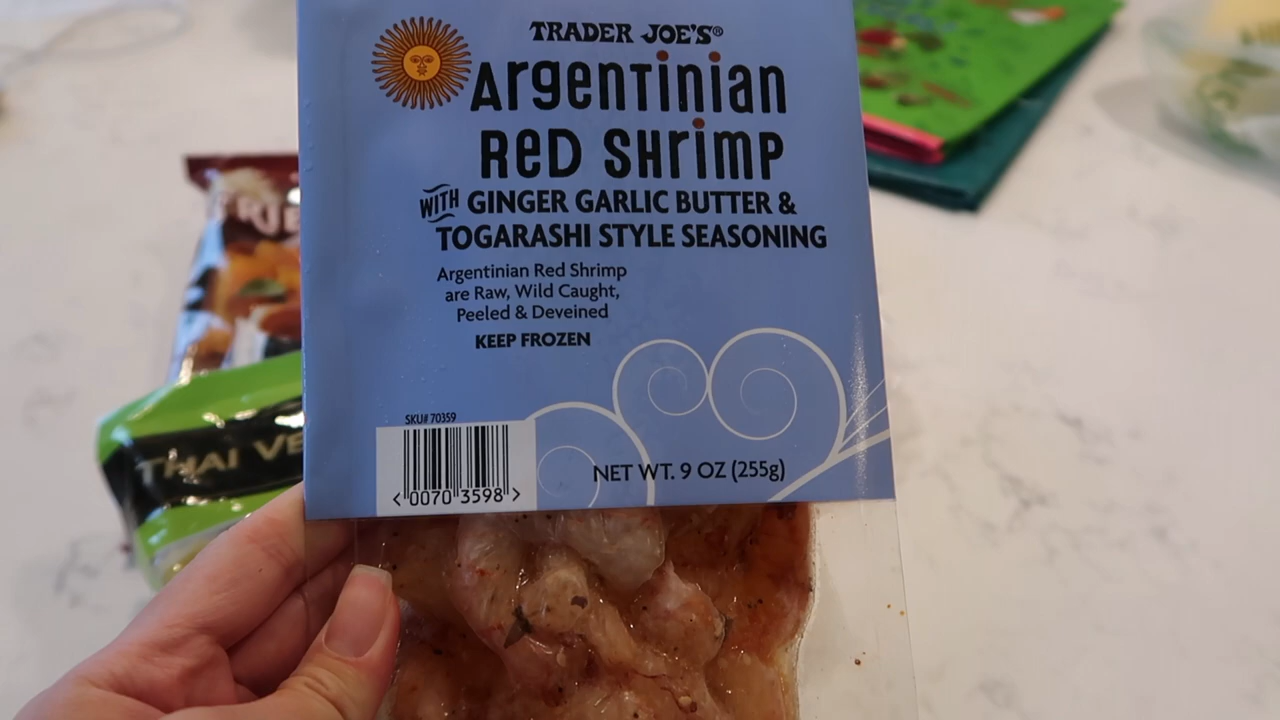 TRADER JOE'S®
Argentinian
Red Shrimp
WITH GINGER GARLIC BUTTER &
TOGARASHI STYLE SEASONING
Argentinian Red Shrimp
are Raw, Wild Caught,
Peeled & Deveined
KEEP FROZEN
SKU# 70359
<0070 3598>
NET WT. 9 OZ (255g)
THAI VE